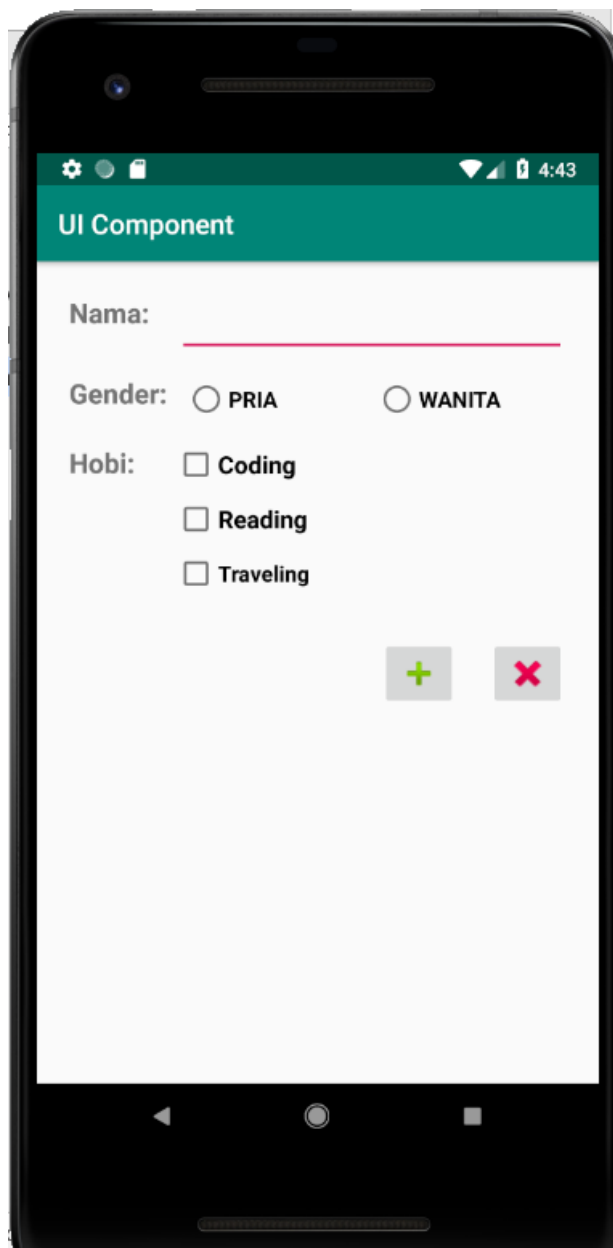 4:43
UI Component
Nama:
Gender: PRIA WANITA
Hobi: Coding
Reading
Traveling